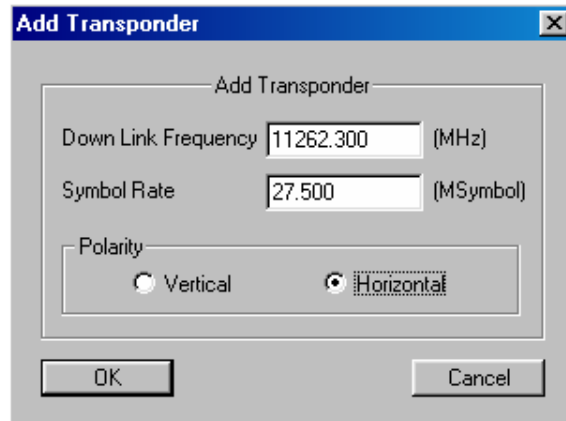 Add Transponder
Add Transponder
Down Link Frequency 11262.300 (MHz)
Symbol Rate 27.500 (MSymbol)
Polarity
Vertical Horizontal
OK Cancel